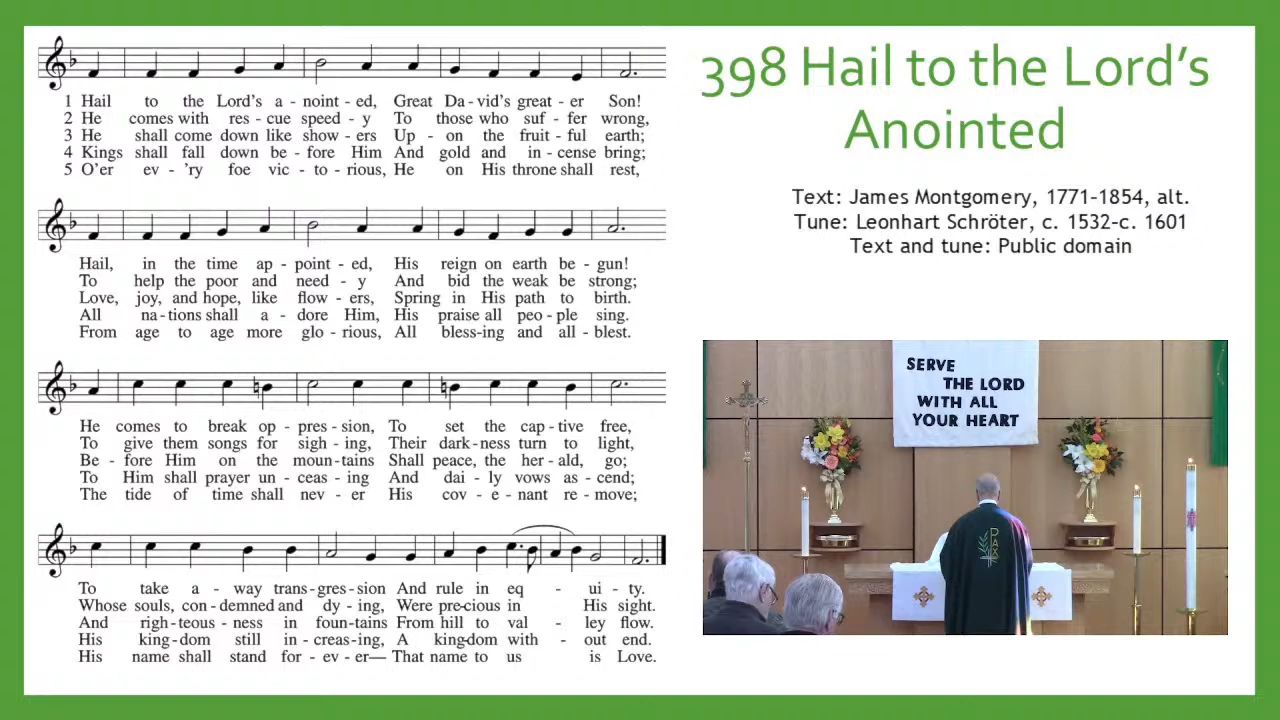 1 Hail to the Lord's a - noint - ed, Great Da - vid's great - er Son!
2 He comes with res - cue speed - y To those who suf - fer wrong,
3 He shall come down like show - ers Up - on the fruit - ful earth;
4 Kings shall fall down be - fore Him And gold and in - cense bring;
5 O'er ev - 'ry foe vic - to - rious, He on His throne shall rest,
Hail, in the time ap - point - ed, His reign on earth be - gun!
To help the poor and need - y And bid the weak be strong;
Love, joy, and hope, like flow - ers, Spring in His path to birth.
All na - tions shall a - dore Him, His praise all peo - ple sing.
From age to age more glo - rious, All bless - ing and all - blest.
He comes to break op - pres - sion, To set the cap - tive free,
To give them songs for sigh - ing, Their dark - ness turn to light,
Be - fore Him on the moun - tains Shall peace, the her - ald, go;
To Him shall prayer un - ceas - ing And dai - ly vows as - cend;
The tide of time shall nev - er His cov - e - nant re - move;
To take a - way trans - gres - sion And rule in eq - ui - ty.
Whose souls, con - demned and dy - ing, Were pre - cious in His sight.
And righ - teous - ness in foun - tains From hill to val - ley flow.
His king - dom still in - creas - ing, A king - dom with - out end.
His name shall stand for - ev - er— That name to us is Love.
398 Hail to the Lord's
Anointed
Text: James Montgomery, 1771–1854, alt.
Tune: Leonhart Schröter, c. 1532–c. 1601
Text and tune: Public domain
SERVE
THE LORD
WITH ALL
YOUR HEART
PAX